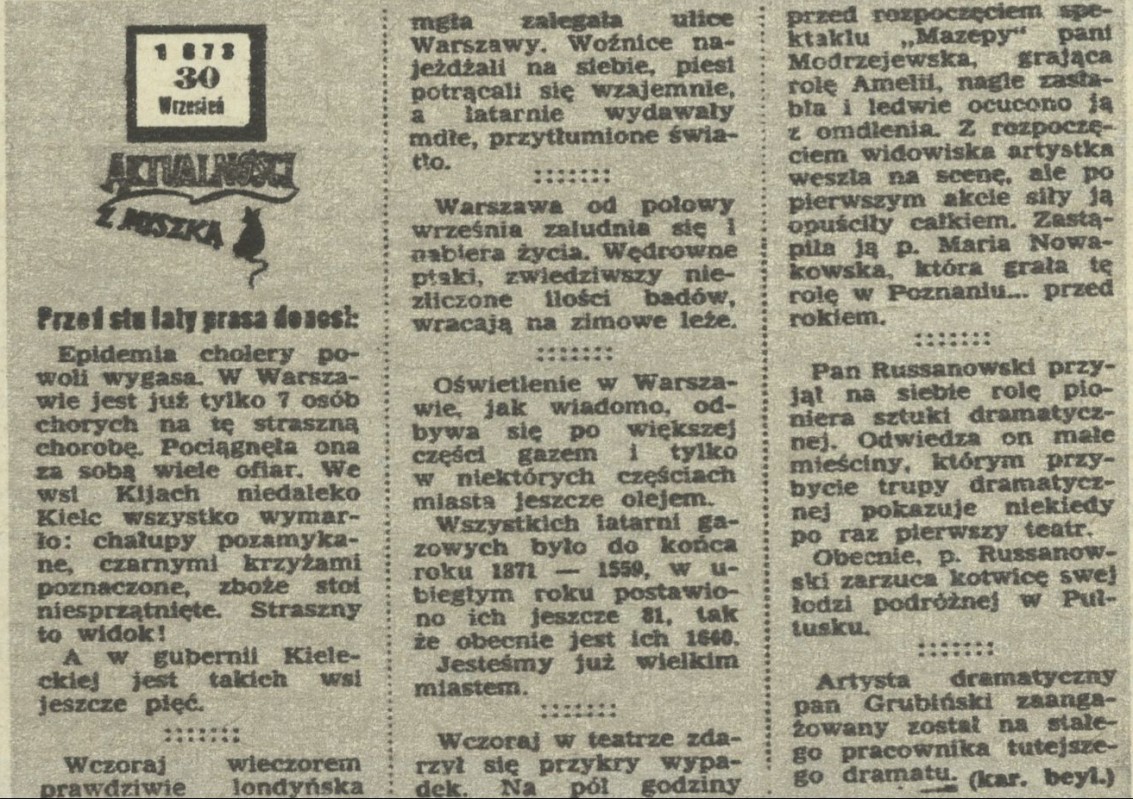 1873
30
Wrzesień
AKTUALNOŚCI
Z MYSZKĄ
Przed stu laty prasa donosi:
Epidemia cholery po-
woli wygasa. W Warsza-
wie jest już tylko 7 osób
chorych na tę straszną
chorobę. Pociągnęła ona
za sobą wiele ofiar. We
wsi Kijach niedaleko
Kielc wszystko wymar-
ło: chałupy pozamyka-
ne, czarnymi krzyżami
poznaczone, zboże stoi
niesprzątnięte. Straszny
to widok!
A w gubernii Kiele-
ckiej jest takich wsi
jeszcze pięć.
Wczoraj wieczorem
prawdziwie londyńska
mgła zalegała ulice
Warszawy. Woźnice na-
jeżdżali na siebie, piesi
potrącali się wzajemnie,
a latarnie wydawały
mdłe, przytłumione świa-
tło.
Warszawa od połowy
września zaludnia się i
nabiera życia. Wędrowne
ptaki, zwiedziwszy nie-
zliczone ilości badów,
wracają na zimowe leże.
Oświetlenie w Warsza-
wie, jak wiadomo, od-
bywa się po większej
części gazem i tylko
w niektórych częściach
miasta jeszcze olejem.
Wszystkich latarni ga-
zowych było do końca
roku 1871 — 1559, w u-
biegłym roku postawio-
no ich jeszcze 81, tak
że obecnie jest ich 1640.
Jesteśmy już wielkim
miastem.
Wczoraj w teatrze zda-
rzył się przykry wypa-
dek. Na pół godziny
przed rozpoczęciem spe-
ktaklu „Mazepy“ pani
Modrzejewska, grająca
rolę Amelii, nagle zasła-
bła i ledwie ocucono ją
z omdlenia. Z rozpoczę-
ciem widowiska artystka
weszła na scenę, ale po
pierwszym akcie siły ją
opuściły całkiem. Zastą-
piła ją p. Maria Nowa-
kowska, która grała tę
rolę w Poznaniu... przed
rokiem.
Pan Russanowski przy-
jął na siebie rolę pio-
niera sztuki dramatycz-
nej. Odwiedza on małe
mieściny, którym przy-
bycie trupy dramatycz-
nej pokazuje niekiedy
po raz pierwszy teatr.
Obecnie, p. Russanow-
ski zarzuca kotwicę swej
łodzi podróżnej w Puł-
tusku.
Artysta dramatyczny
pan Grubiński zaanga-
żowany został na stałe-
go pracownika tutejsze-
go dramatu. (kar. beyl.)